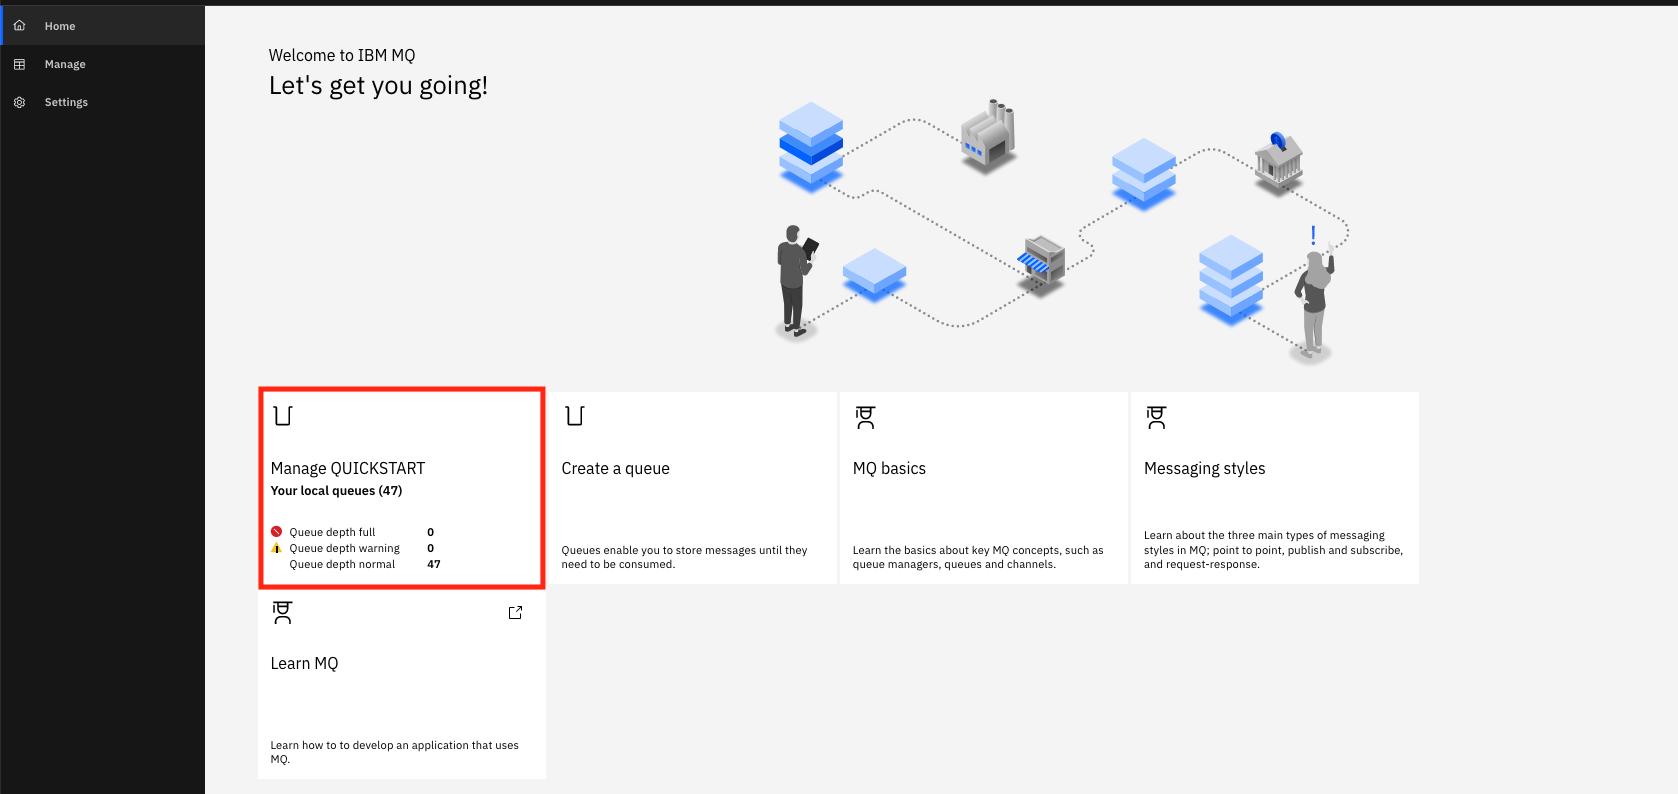 Home
Manage
Settings
Welcome to IBM MQ
Let's get you going!
!
Manage QUICKSTART
Your local queues (47)
Queue depth full 0
Queue depth warning 0
Queue depth normal 47
Create a queue
Queues enable you to store messages until they
need to be consumed.
MQ basics
Learn the basics about key MQ concepts, such as
queue managers, queues and channels.
Messaging styles
Learn about the three main types of messaging
styles in MQ; point to point, publish and subscribe,
and request-response.
Learn MQ
Learn how to to develop an application that uses
MQ.